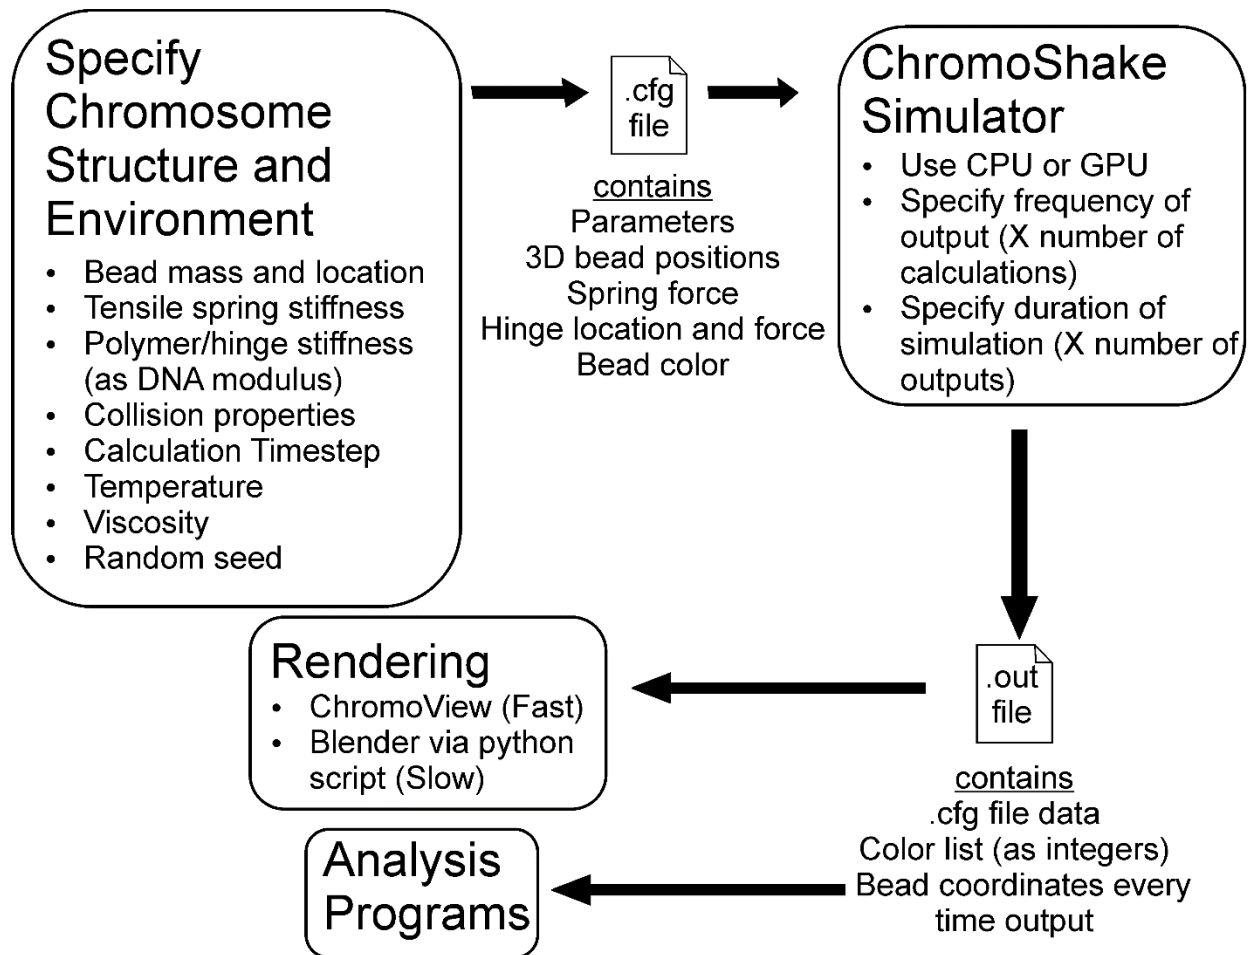 Specify
Chromosome
Structure and
Environment
• Bead mass and location
• Tensile spring stiffness
• Polymer/hinge stiffness
(as DNA modulus)
• Collision properties
• Calculation Timestep
• Temperature
• Viscosity
• Random seed
.cfg
file
contains
Parameters
3D bead positions
Spring force
Hinge location and force
Bead color
ChromoShake
Simulator
• Use CPU or GPU
• Specify frequency of
output (X number of
calculations)
• Specify duration of
simulation (X number of
outputs)
.out
file
contains
.cfg file data
Color list (as integers)
Bead coordinates every
time output
Rendering
• ChromoView (Fast)
• Blender via python
script (Slow)
Analysis
Programs